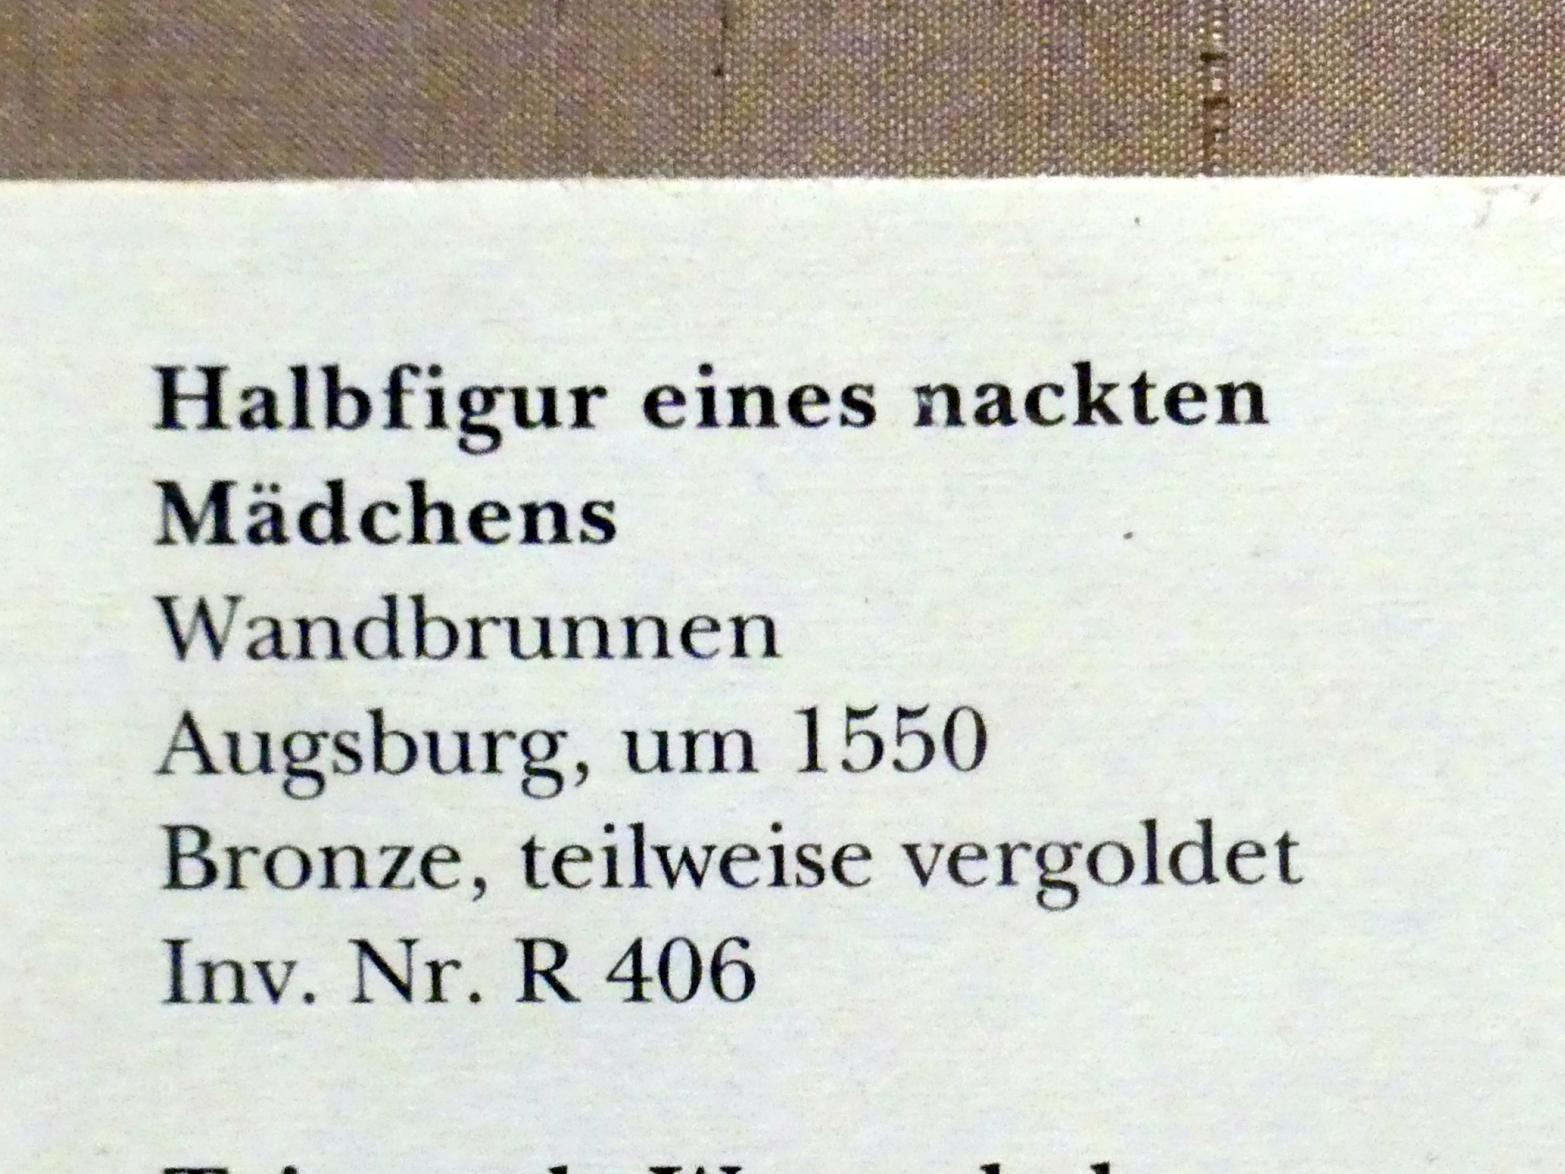 Halbfigur eines nackten
Mädchens
Wandbrunnen
Augsburg, um 1550
Bronze, teilweise vergoldet
Inv. Nr. R 406